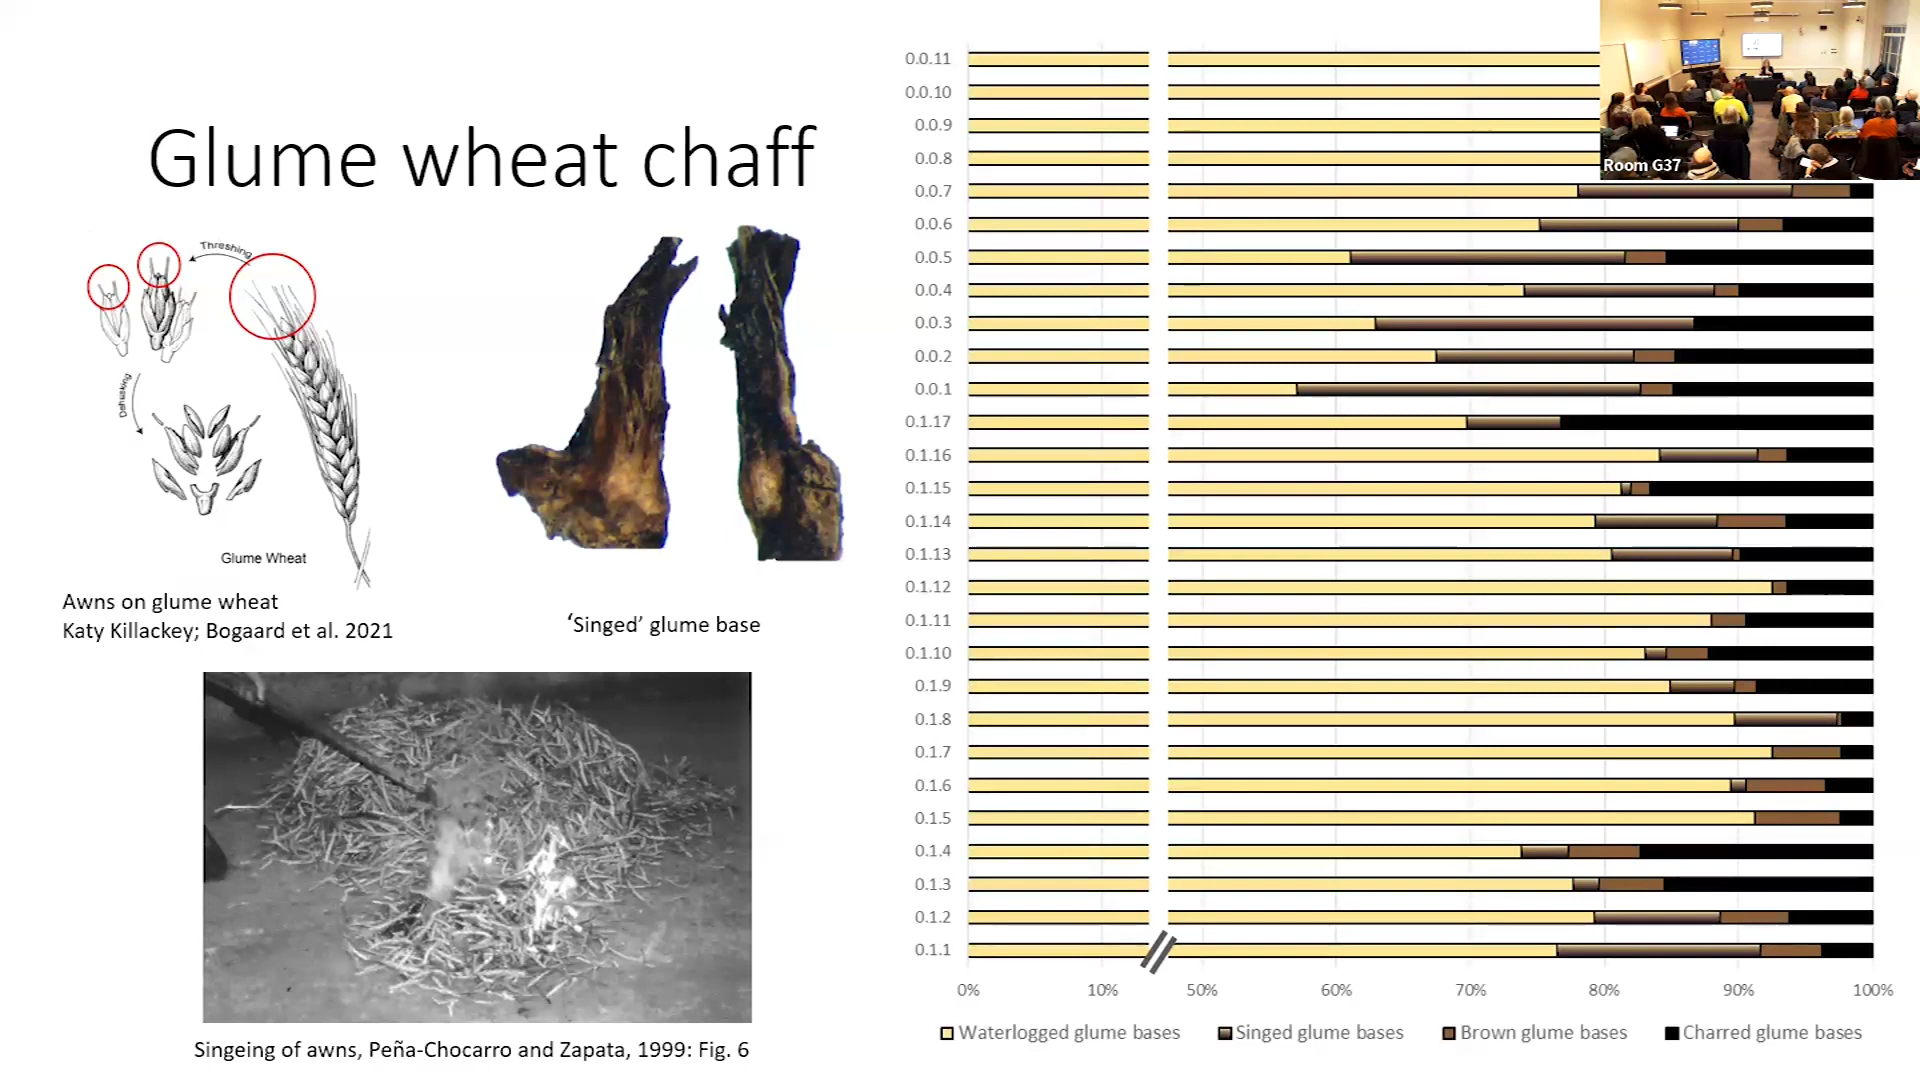 Glume wheat chaff
Threshing
Dehusking
Glume Wheat
Awns on glume wheat
Katy Killackey; Bogaard et al. 2021
‘Singed’ glume base
Singeing of awns, Peña-Chocarro and Zapata, 1999: Fig. 6
0.0.11
0.0.10
0.0.9
0.0.8
0.0.7
0.0.6
0.0.5
0.0.4
0.0.3
0.0.2
0.0.1
0.1.17
0.1.16
0.1.15
0.1.14
0.1.13
0.1.12
0.1.11
0.1.10
0.1.9
0.1.8
0.1.7
0.1.6
0.1.5
0.1.4
0.1.3
0.1.2
0.1.1
0% 10% 50% 60% 70% 80% 90% 100%
Waterlogged glume bases Singed glume bases Brown glume bases Charred glume bases
Room G37